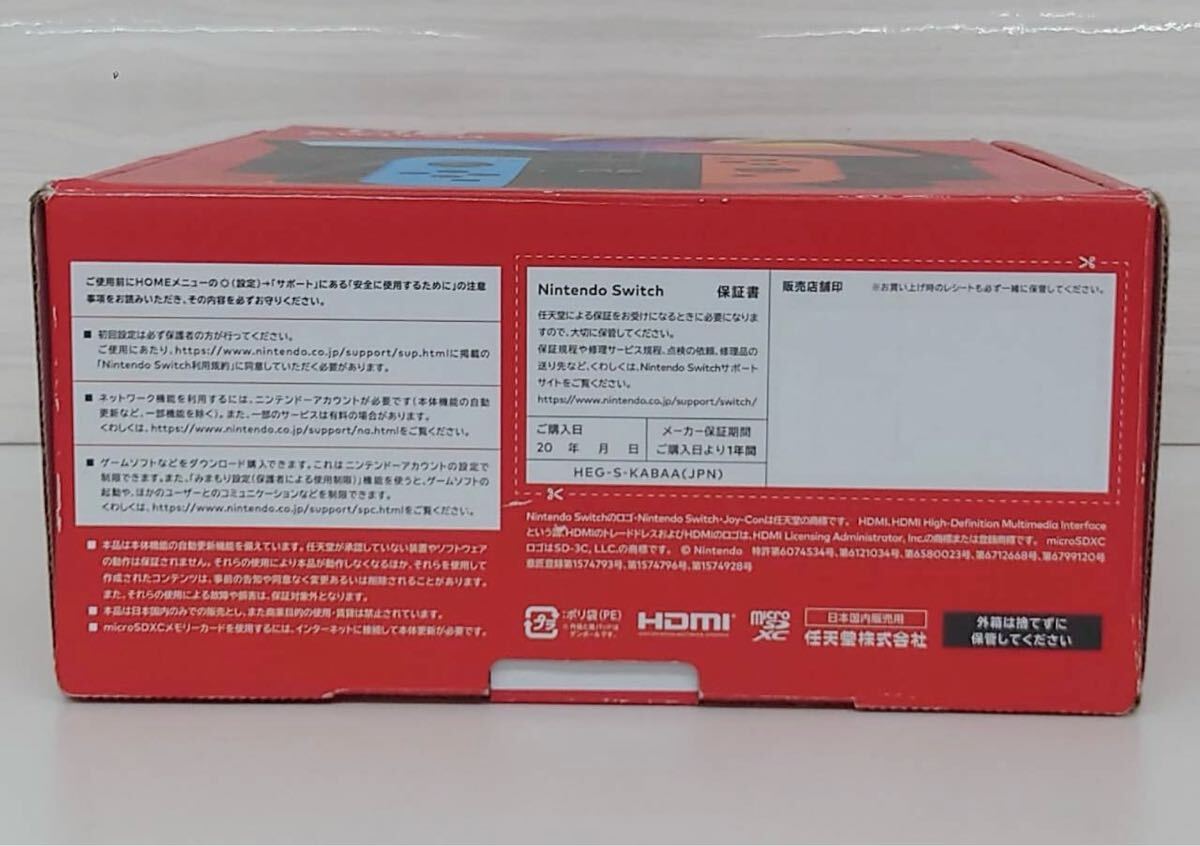 ご使用前にHOMEメニューの (設定)→「サポート」にある「安全に使用するために」の注意
事項をお読みいただき、その内容を必ずお守りください。
■ 初回設定は必ず保護者の方が行ってください。
ご使用にあたり、https://www.nintendo.co.jp/support/sup.htmlに掲載の
「Nintendo Switch利用規約」に同意していただく必要があります。
■ ネットワーク機能を利用するには、ニンテンドーアカウントが必要です(本体機能の自動
更新など、一部機能を除く)。また、一部のサービスは有料の場合があります。
くわしくは、https://www.nintendo.co.jp/support/na.htmlをご覧ください。
■ ゲームソフトなどをダウンロード購入できます。これはニンテンドーアカウントの設定で
制限できます。また、「みまもり設定(保護者による使用制限)」機能を使うと、ゲームソフトの
起動や、ほかのユーザーとのコミュニケーションなどを制限できます。
くわしくは、https://www.nintendo.co.jp/support/spc.htmlをご覧ください。
■ 本品は本体機能の自動更新機能を備えています。任天堂が承認していない装置やソフトウェア
の動作は保証されません。それらの使用により本品が動作しなくなるほか、それらを使用して
作成されたコンテンツは、事前の告知や同意なく変更あるいは削除されることがあります。
また、それらの使用による故障や損害は、保証対象外となります。
■ 本品は日本国内のみでの販売とし、また商業目的の使用・賃貸は禁止されています。
■ microSDXCメモリーカードを使用するには、インターネットに接続して本体更新が必要です。
Nintendo Switch 保証書
任天堂による保証をお受けになるときに必要になりま
すので、大切に保管してください。
保証規程や修理サービス規程、点検の依頼、修理品の
送り先など、くわしくは、Nintendo Switchサポート
サイトをご覧ください。
https://www.nintendo.co.jp/support/switch/
ご購入日
20 年 月 日
メーカー保証期間
ご購入日より1年間
HEG-S-KABAA(JPN)
販売店舗印 ※お買い上げ時のレシートも必ず一緒に保管してください。
Nintendo Switchのロゴ・Nintendo Switch・Joy-Conは任天堂の商標です。 HDMI、HDMI High-Definition Multimedia Interface
という語、HDMIのトレードドレスおよびHDMIのロゴは、HDMI Licensing Administrator, Inc.の商標または登録商標です。 microSDXC
ロゴはSD-3C, LLC.の商標です。 © Nintendo 特許第6074534号、第6121034号、第6580023号、第6712668号、第6799120号
意匠登録第1574793号、第1574796号、第1574928号
プラ
:ポリ袋(PE)
HDMI
micro SD XC
日本国内販売用
任天堂株式会社
外箱は捨てずに
保管してください